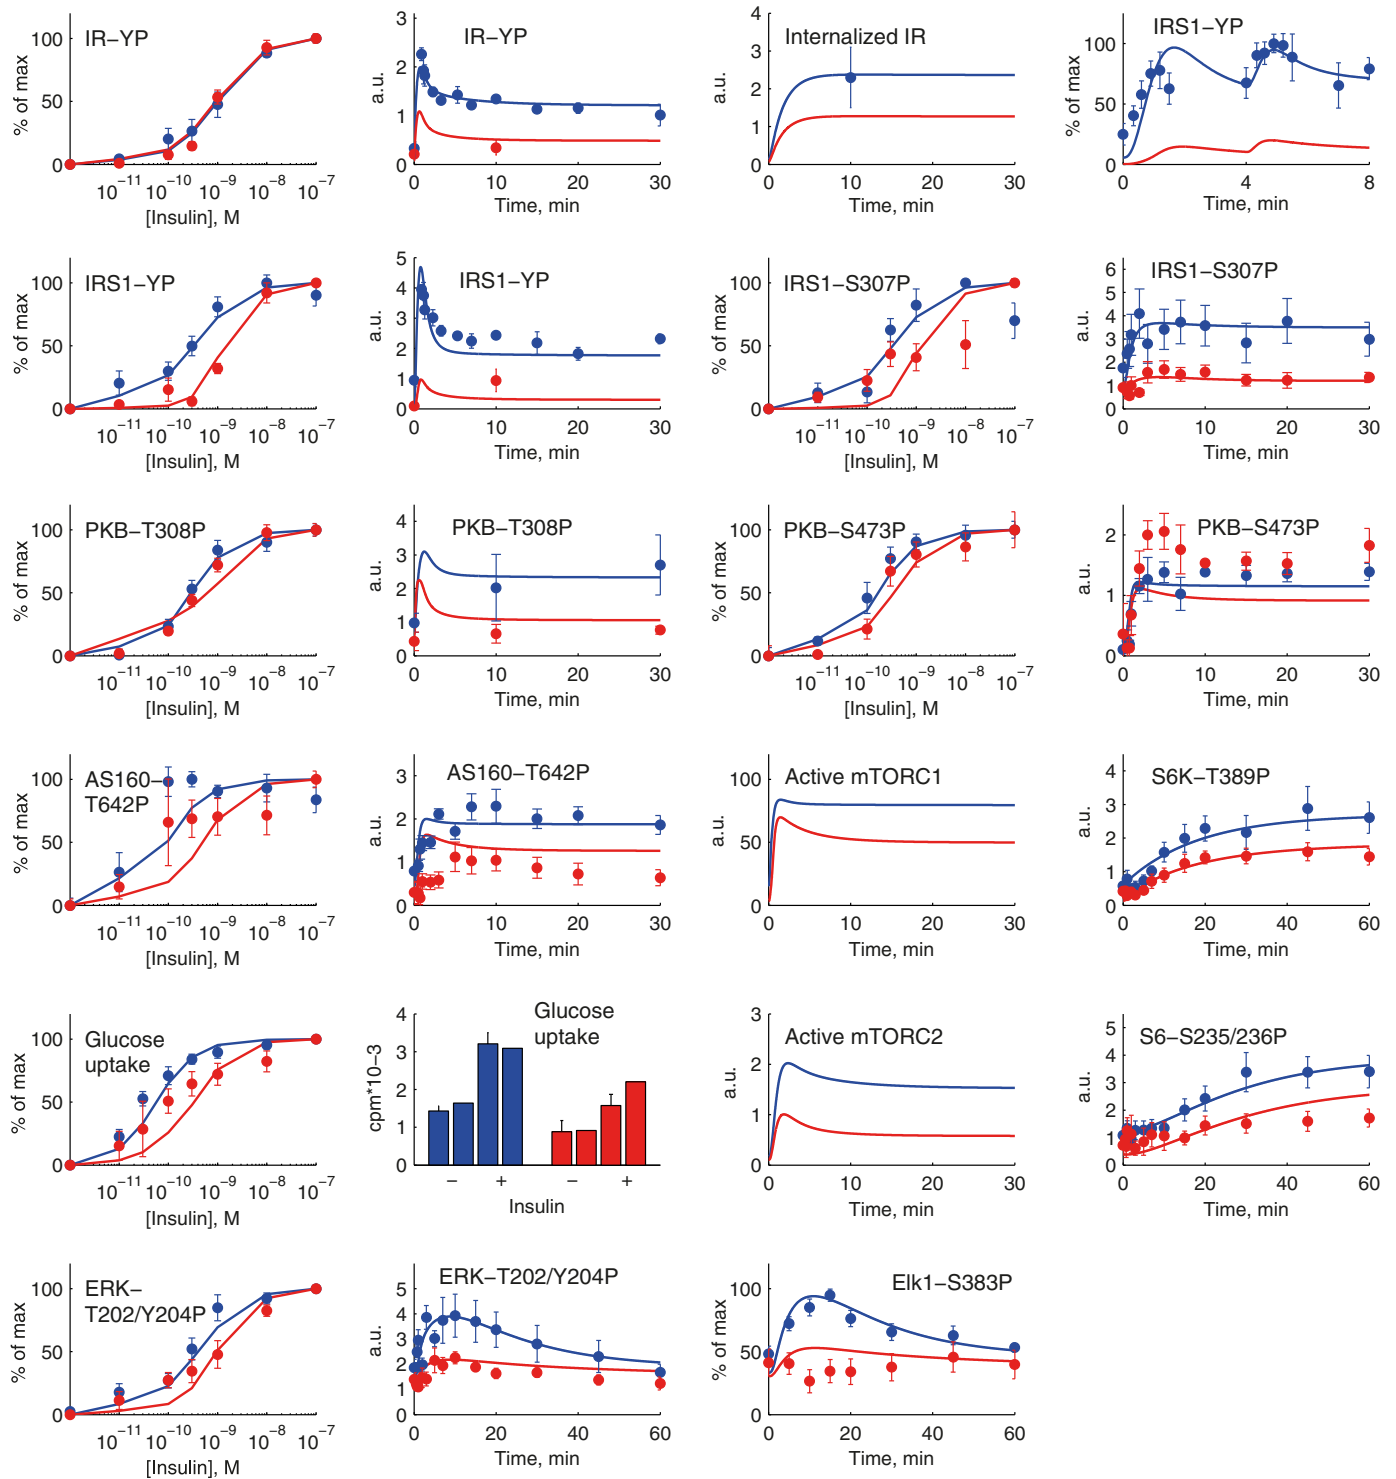 IR−YP
% of max
100
50
0
10−11 10−10 10−9 10−8 10−7
[Insulin], M
IR−YP
a.u.
3
2
1
0
0 10 20 30
Time, min
Internalized IR
a.u.
4
3
2
1
0
0 10 20 30
Time, min
IRS1−YP
% of max
100
50
0
0 4 8
Time, min
IRS1−YP
% of max
100
50
0
10−11 10−10 10−9 10−8 10−7
[Insulin], M
IRS1−YP
a.u.
5
4
3
2
1
0
0 10 20 30
Time, min
IRS1−S307P
% of max
100
50
0
10−11 10−10 10−9 10−8 10−7
[Insulin], M
IRS1−S307P
a.u.
6
5
4
3
2
1
0
0 10 20 30
Time, min
PKB−T308P
% of max
100
50
0
10−11 10−10 10−9 10−8 10−7
[Insulin], M
PKB−T308P
a.u.
4
3
2
1
0
0 10 20 30
Time, min
PKB−S473P
% of max
100
50
0
10−11 10−10 10−9 10−8 10−7
[Insulin], M
PKB−S473P
a.u.
2
1
0
0 10 20 30
Time, min
AS160−
T642P
% of max
100
50
0
10−11 10−10 10−9 10−8 10−7
[Insulin], M
AS160−T642P
a.u.
3
2
1
0
0 10 20 30
Time, min
Active mTORC1
a.u.
100
50
0
0 10 20 30
Time, min
S6K−T389P
a.u.
4
3
2
1
0
0 20 40 60
Time, min
Glucose
uptake
% of max
100
50
0
10−11 10−10 10−9 10−8 10−7
[Insulin], M
Glucose
uptake
cpm*10−3
4
3
2
1
0
− + − +
Insulin
Active mTORC2
a.u.
3
2
1
0
0 10 20 30
Time, min
S6−S235/236P
a.u.
5
4
3
2
1
0
0 20 40 60
Time, min
ERK−
T202/Y204P
% of max
100
50
0
10−11 10−10 10−9 10−8 10−7
[Insulin], M
ERK−T202/Y204P
a.u.
5
4
3
2
1
0
0 20 40 60
Time, min
Elk1−S383P
% of max
100
50
0
0 20 40 60
Time, min